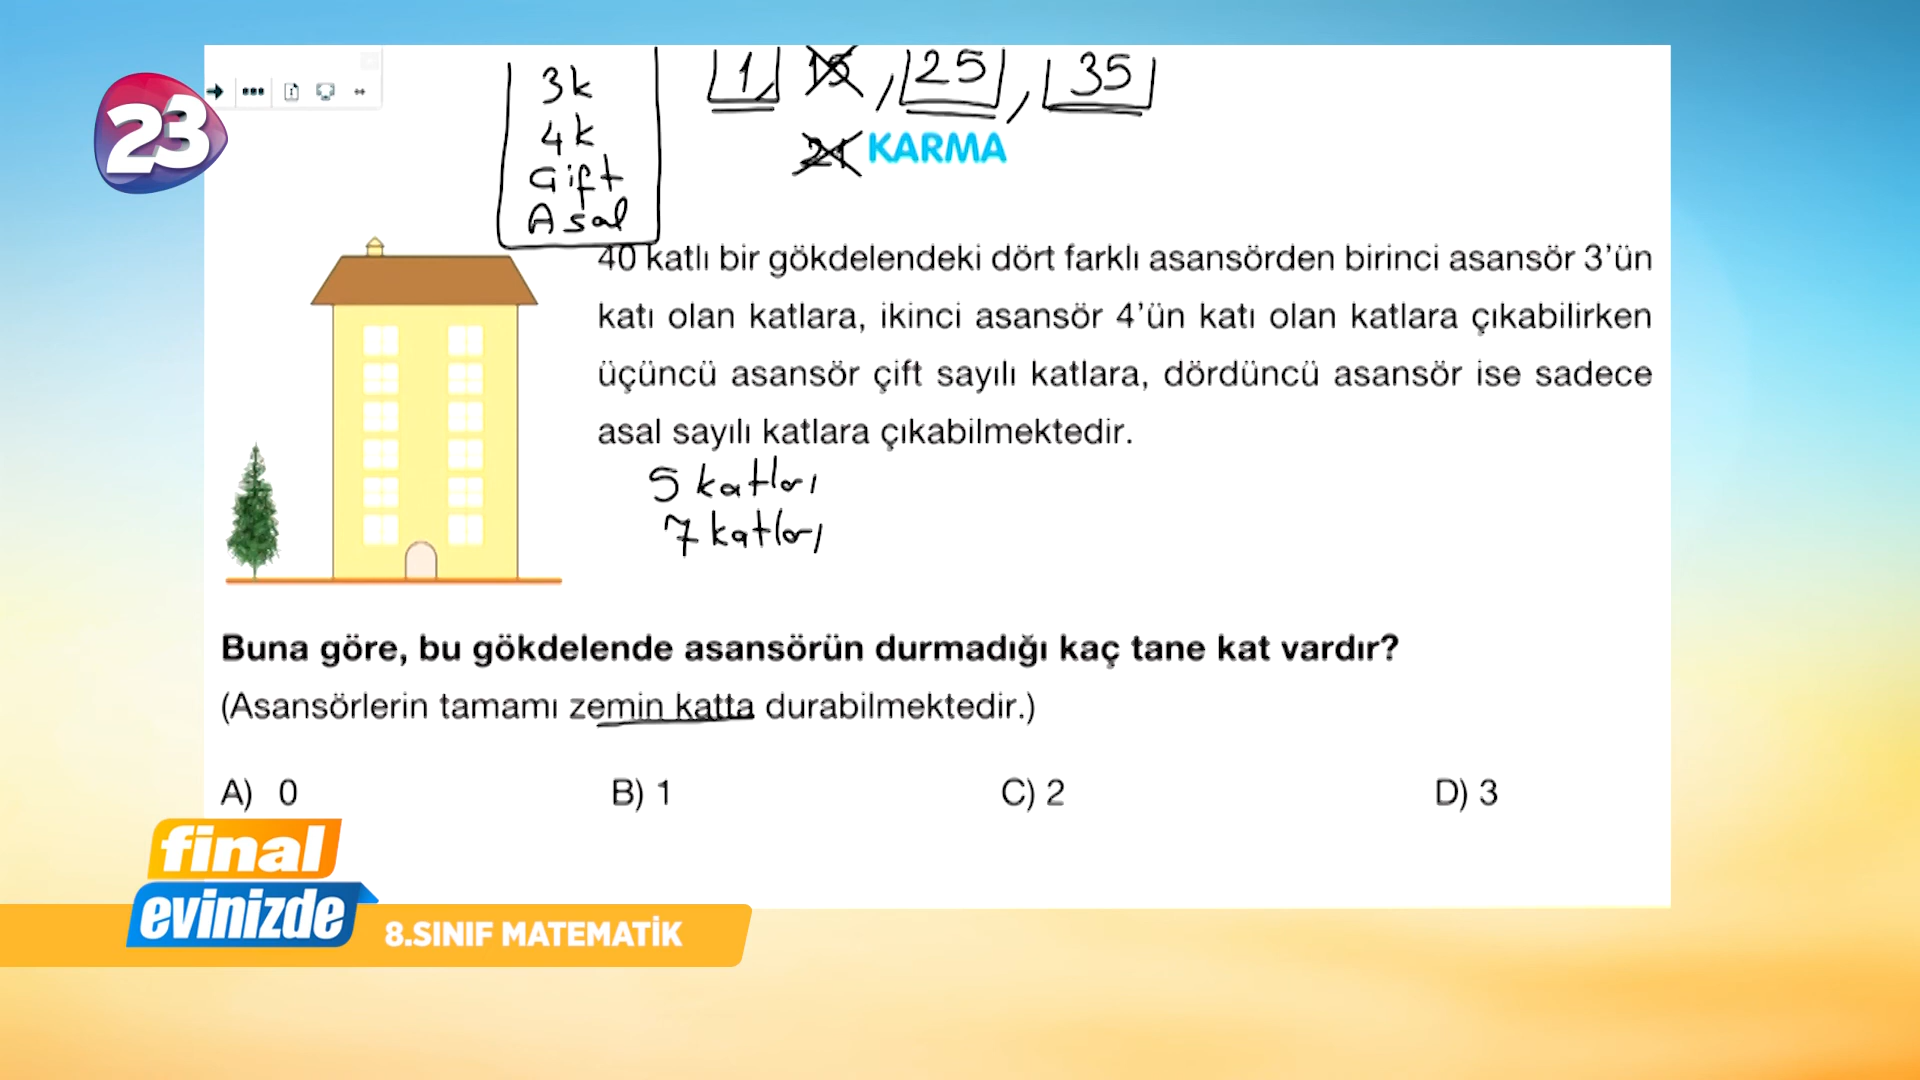 23
3k
4k
Çift
Asal
1, 15, 25, 35
21
KARMA
40 katlı bir gökdelendeki dört farklı asansörden birinci asansör 3'ün
katı olan katlara, ikinci asansör 4'ün katı olan katlara çıkabilirken
üçüncü asansör çift sayılı katlara, dördüncü asansör ise sadece
asal sayılı katlara çıkabilmektedir.
5 katları
7 katları
Buna göre, bu gökdelende asansörün durmadığı kaç tane kat vardır?
(Asansörlerin tamamı zemin katta durabilmektedir.)
A) 0 B) 1 C) 2 D) 3
final
evinizde
8.SINIF MATEMATİK